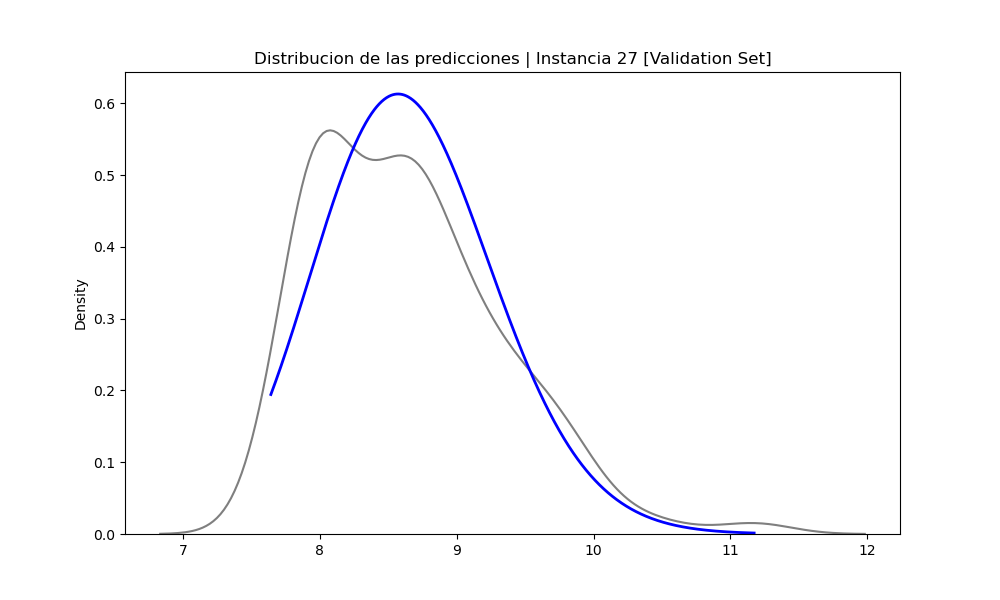 Distribucion de las predicciones | Instancia 27 [Validation Set]
Density
0.6
0.5
0.4
0.3
0.2
0.1
0.0
7 8 9 10 11 12